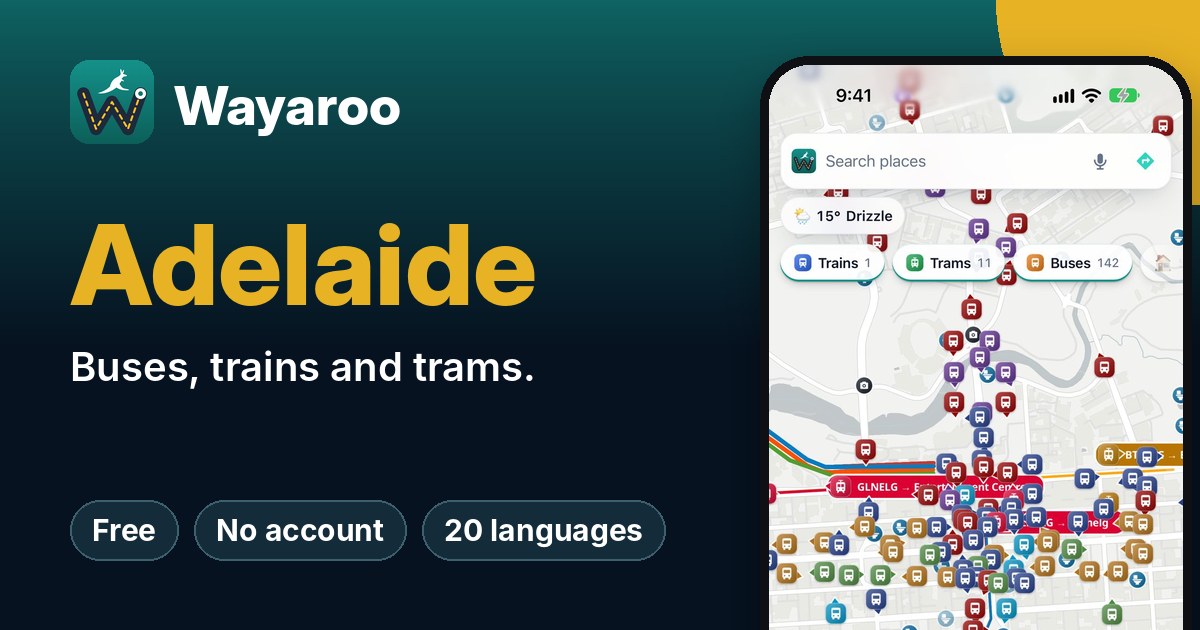 Wayaroo
Adelaide
Buses, trains and trams.
Free
No account
20 languages
9:41
Search places
15° Drizzle
Trains 1
Trams 11
Buses 142
GLNELG →